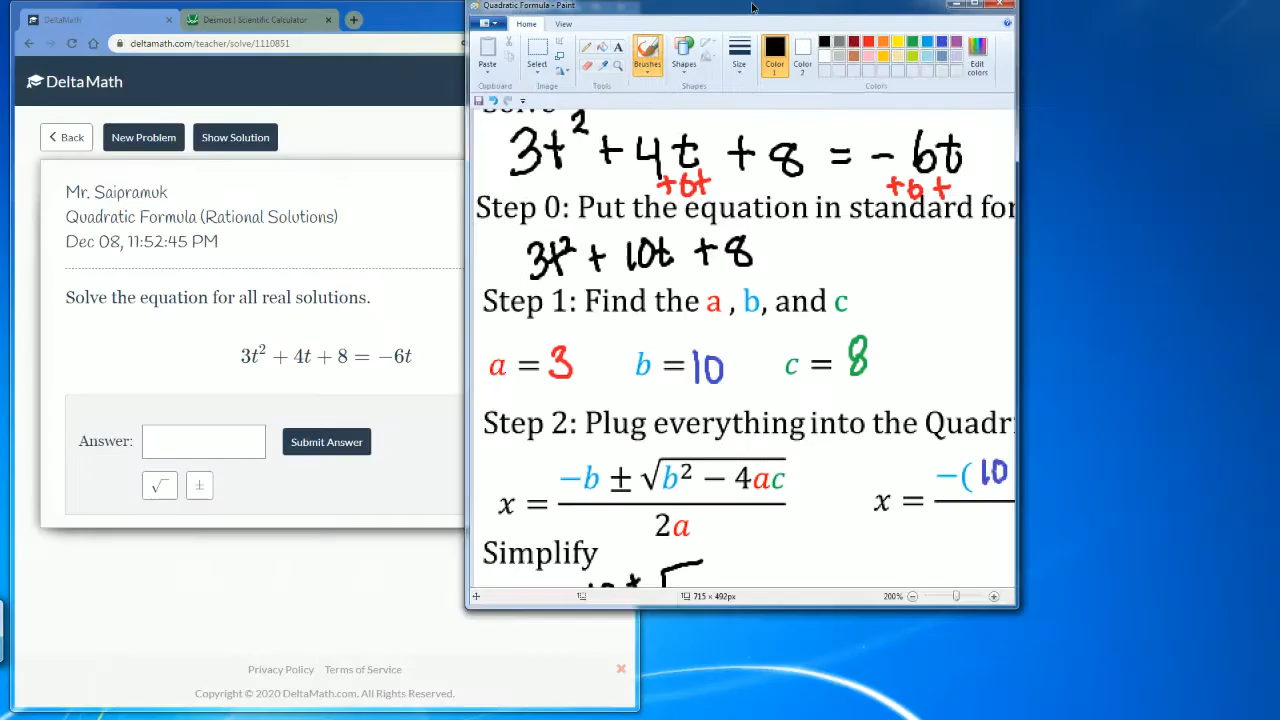 DeltaMath
Desmos | Scientific Calculator
deltamath.com/teacher/solve/1110851
DeltaMath
Back
New Problem
Show Solution
Mr. Saipramuk
Quadratic Formula (Rational Solutions)
Dec 08, 11:52:45 PM
Solve the equation for all real solutions.
3t² + 4t + 8 = −6t
Answer:
Submit Answer
√
±
Privacy Policy Terms of Service
Copyright © 2020 DeltaMath.com. All Rights Reserved.
Quadratic Formula - Paint
Home View
Paste
Select
Brushes
Shapes
Size
Color 1
Color 2
Edit colors
Clipboard Image Tools Shapes Colors
3t² + 4t + 8 = - 6t
+6t +6t
Step 0: Put the equation in standard for
3t² + 10t + 8
Step 1: Find the a , b, and c
a = 3 b = 10 c = 8
Step 2: Plug everything into the Quadr
x = (−b ± √(b² − 4ac)) / 2a x = −(10
Simplify
715 × 492px
200%